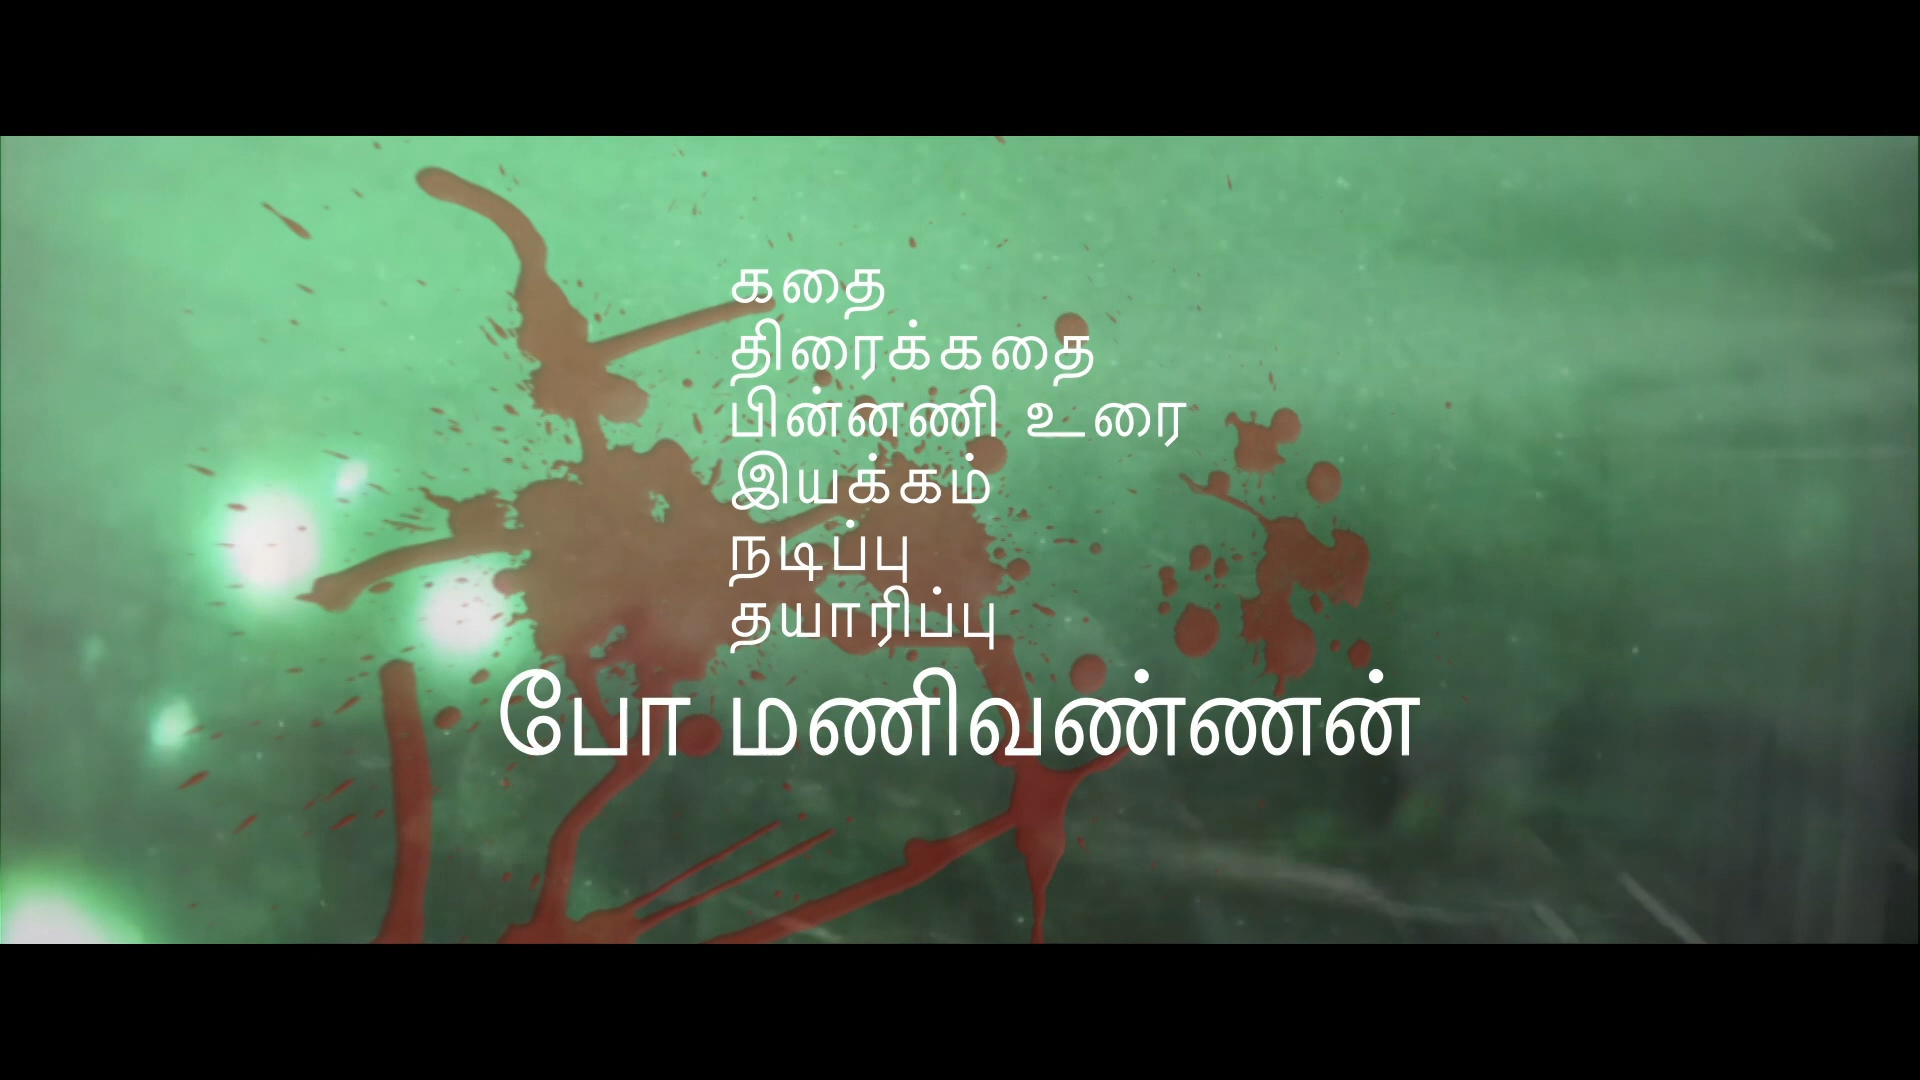 கதை
திரைக்கதை
பின்னணி உரை
இயக்கம்
நடிப்பு
தயாரிப்பு
போ மணிவண்ணன்